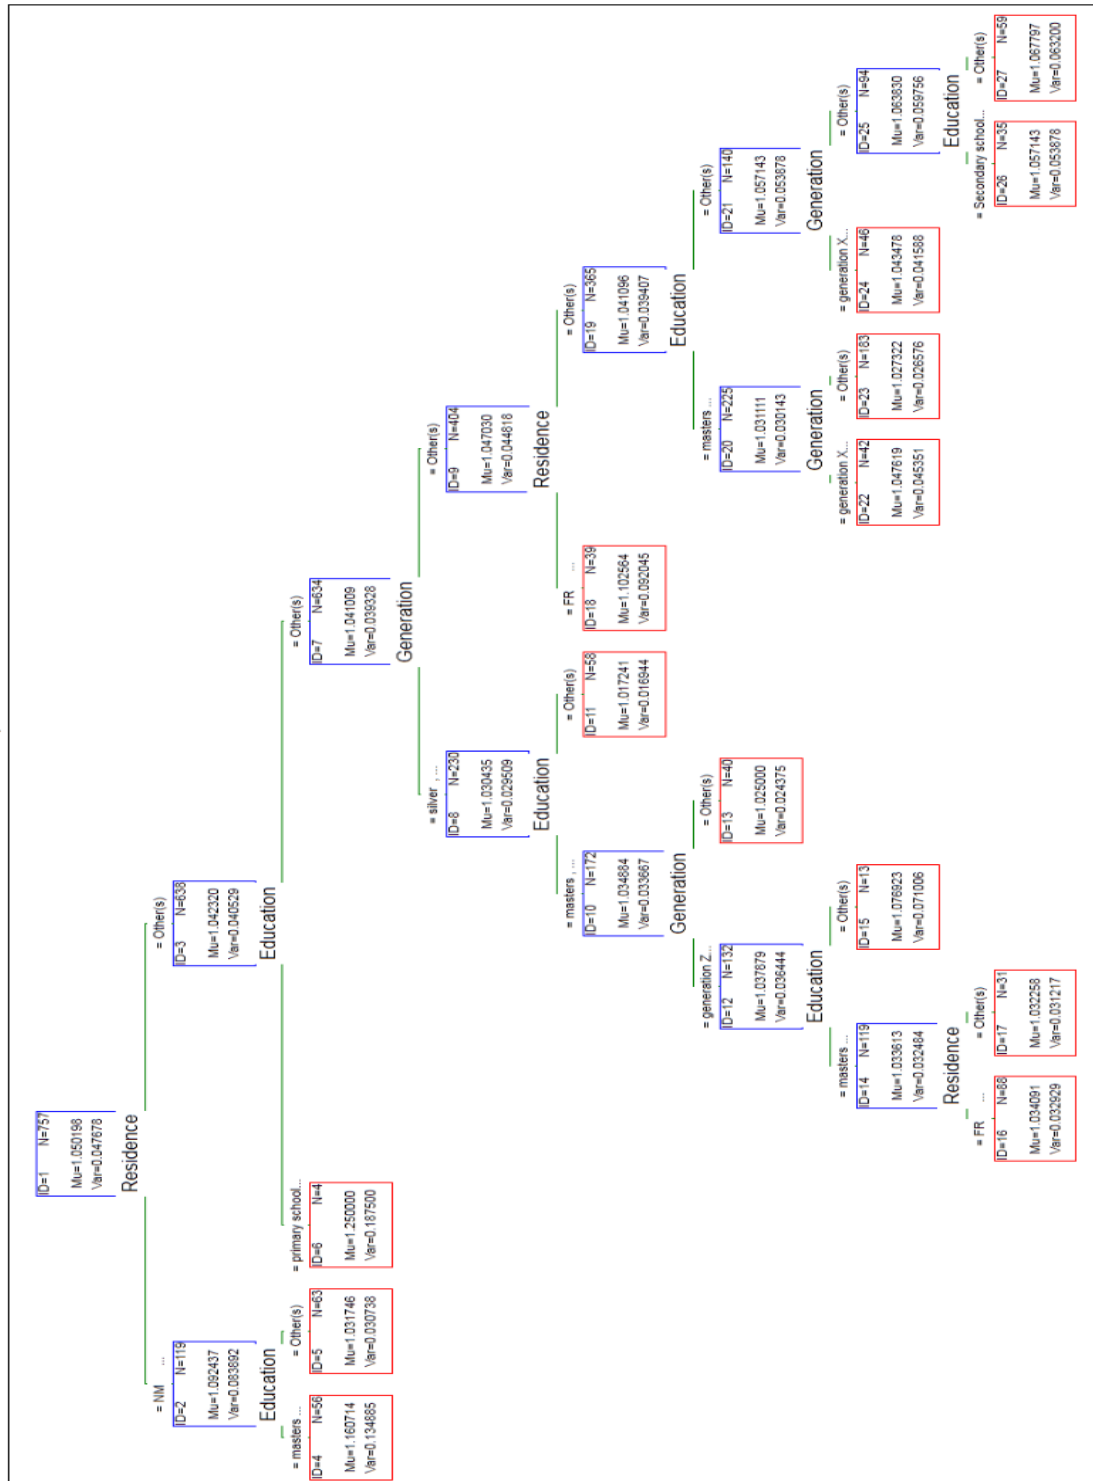 ID=1 N=757
Mu=1.050198
Var=0.047678
Residence
= NM ...
= Other(s)
ID=2 N=119
Mu=1.092437
Var=0.083892
Education
ID=3 N=638
Mu=1.042320
Var=0.040529
Education
= masters ...
= Other(s)
= primary school...
= Other(s)
ID=4 N=56
Mu=1.160714
Var=0.134885
ID=5 N=63
Mu=1.031746
Var=0.030738
ID=6 N=4
Mu=1.250000
Var=0.187500
ID=7 N=634
Mu=1.041009
Var=0.039328
Generation
= silver , ...
= Other(s)
ID=8 N=230
Mu=1.030435
Var=0.029509
Education
ID=9 N=404
Mu=1.047030
Var=0.044818
Residence
= masters , ...
= Other(s)
= FR ...
= Other(s)
ID=10 N=172
Mu=1.034884
Var=0.033667
Generation
ID=11 N=58
Mu=1.017241
Var=0.016944
ID=18 N=39
Mu=1.102564
Var=0.092045
ID=19 N=365
Mu=1.041096
Var=0.039407
Education
= generation Z...
= Other(s)
= masters ...
= Other(s)
ID=12 N=132
Mu=1.037879
Var=0.036444
Education
ID=13 N=40
Mu=1.025000
Var=0.024375
ID=20 N=225
Mu=1.031111
Var=0.030143
Generation
ID=21 N=140
Mu=1.057143
Var=0.053878
Generation
= masters ...
= Other(s)
= generation X...
= Other(s)
= generation X...
= Other(s)
ID=14 N=119
Mu=1.033613
Var=0.032484
Residence
ID=15 N=13
Mu=1.076923
Var=0.071006
ID=22 N=42
Mu=1.047619
Var=0.045351
ID=23 N=183
Mu=1.027322
Var=0.026576
ID=24 N=46
Mu=1.043478
Var=0.041588
ID=25 N=94
Mu=1.063830
Var=0.059756
Education
= FR ...
= Other(s)
= Secondary school...
= Other(s)
ID=16 N=88
Mu=1.034091
Var=0.032929
ID=17 N=31
Mu=1.032258
Var=0.031217
ID=26 N=35
Mu=1.057143
Var=0.053878
ID=27 N=59
Mu=1.067797
Var=0.063200